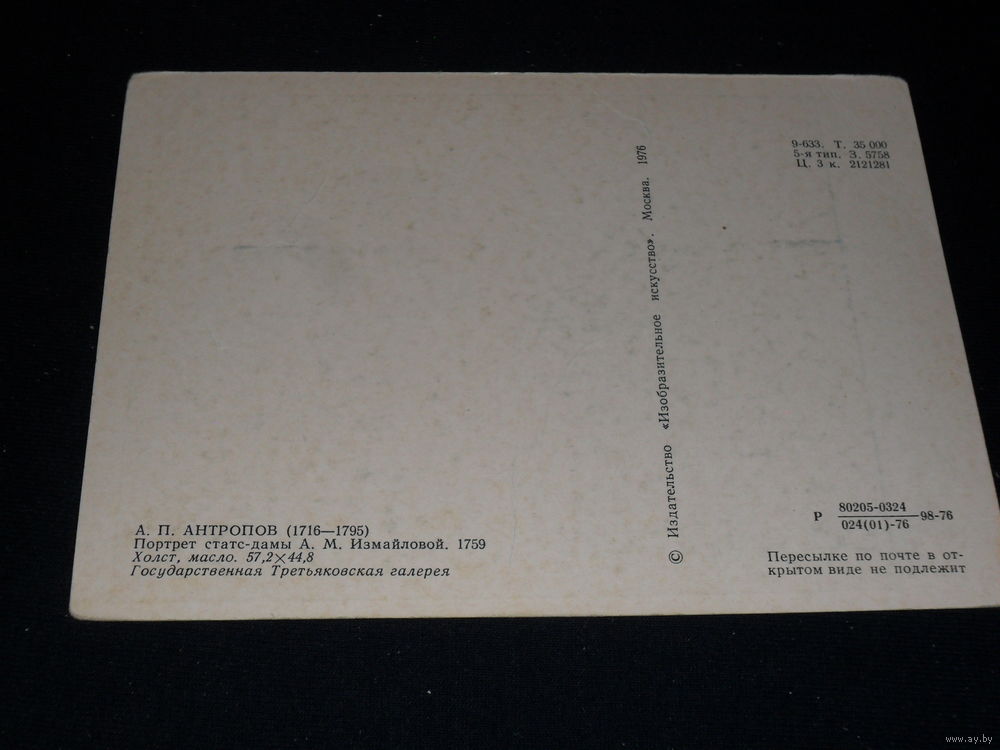 А. П. АНТРОПОВ (1716—1795)
Портрет статс-дамы А. М. Измайловой. 1759
Холст, масло. 57,2×44,8
Государственная Третьяковская галерея
© Издательство «Изобразительное искусство». Москва. 1976
9-633. Т. 35 000
5-я тип. З. 5758
Ц. 3 к. 2121281
80205-0324
Р 98-76
024(01)-76
Пересылке по почте в от-
крытом виде не подлежит
www.ay.by